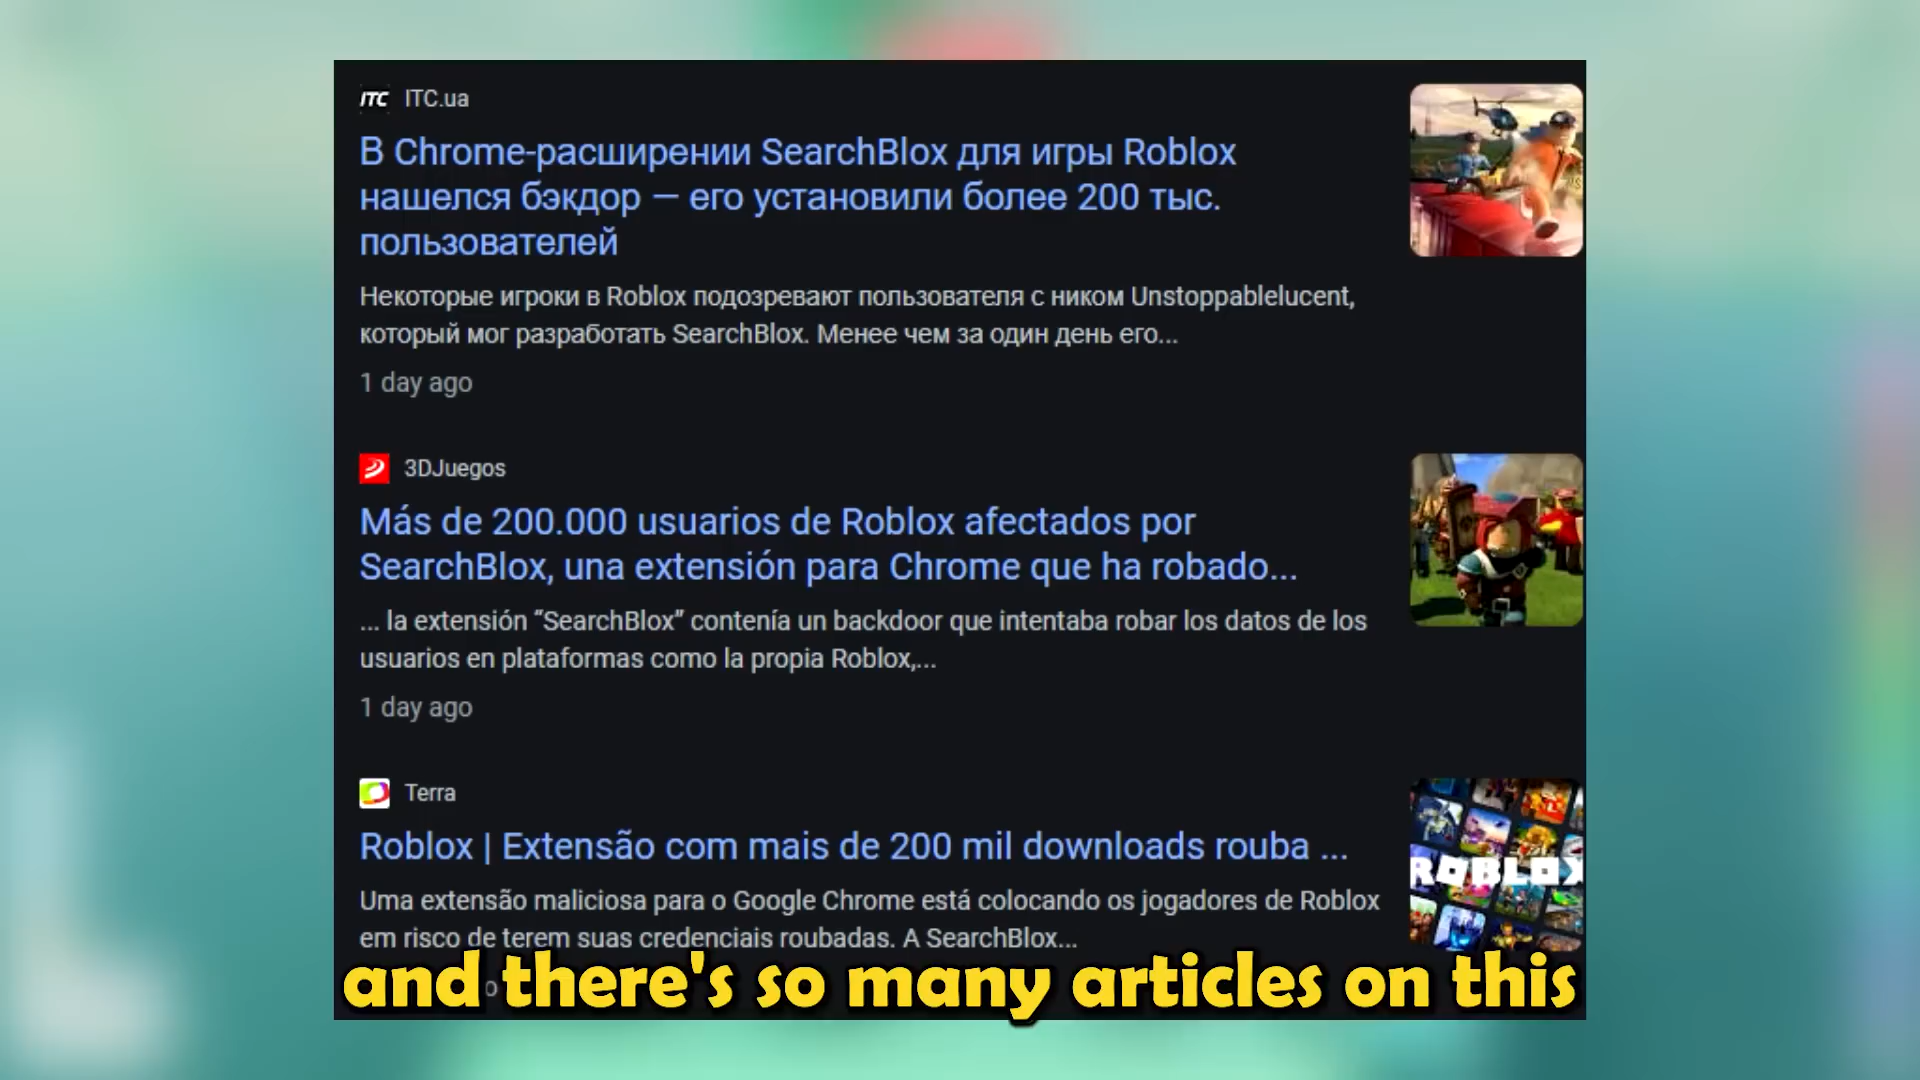 ITC ITC.ua
В Chrome-расширении SearchBlox для игры Roblox
нашелся бэкдор — его установили более 200 тыс.
пользователей
Некоторые игроки в Roblox подозревают пользователя с ником Unstoppablelucent,
который мог разработать SearchBlox. Менее чем за один день его...
1 day ago
3DJuegos
Más de 200.000 usuarios de Roblox afectados por
SearchBlox, una extensión para Chrome que ha robado...
... la extensión “SearchBlox” contenía un backdoor que intentaba robar los datos de los
usuarios en plataformas como la propia Roblox,...
1 day ago
Terra
Roblox | Extensão com mais de 200 mil downloads rouba ...
Uma extensão maliciosa para o Google Chrome está colocando os jogadores de Roblox
em risco de terem suas credenciais roubadas. A SearchBlox...
ROBLOX
and there's so many articles on this